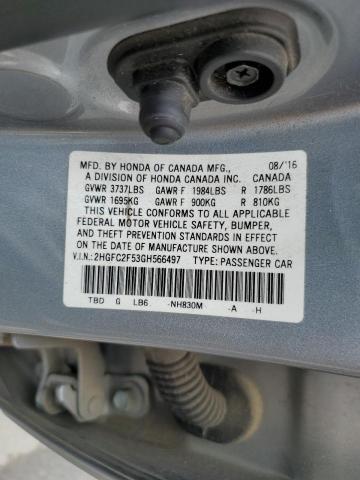 MFD. BY HONDA OF CANADA MFG., 08/'16
A DIVISION OF HONDA CANADA INC. CANADA
GVWR 3737LBS GAWR F 1984LBS R 1786LBS
GVWR 1695KG GAWR F 900KG R 810KG
THIS VEHICLE CONFORMS TO ALL APPLICABLE
FEDERAL MOTOR VEHICLE SAFETY, BUMPER,
AND THEFT PREVENTION STANDARDS IN EFFECT
ON THE DATE OF MANUFACTURE SHOWN ABOVE.
V.I.N.: 2HGFC2F53GH566497 TYPE: PASSENGER CAR
TBD G LB6 -NH830M -A -H